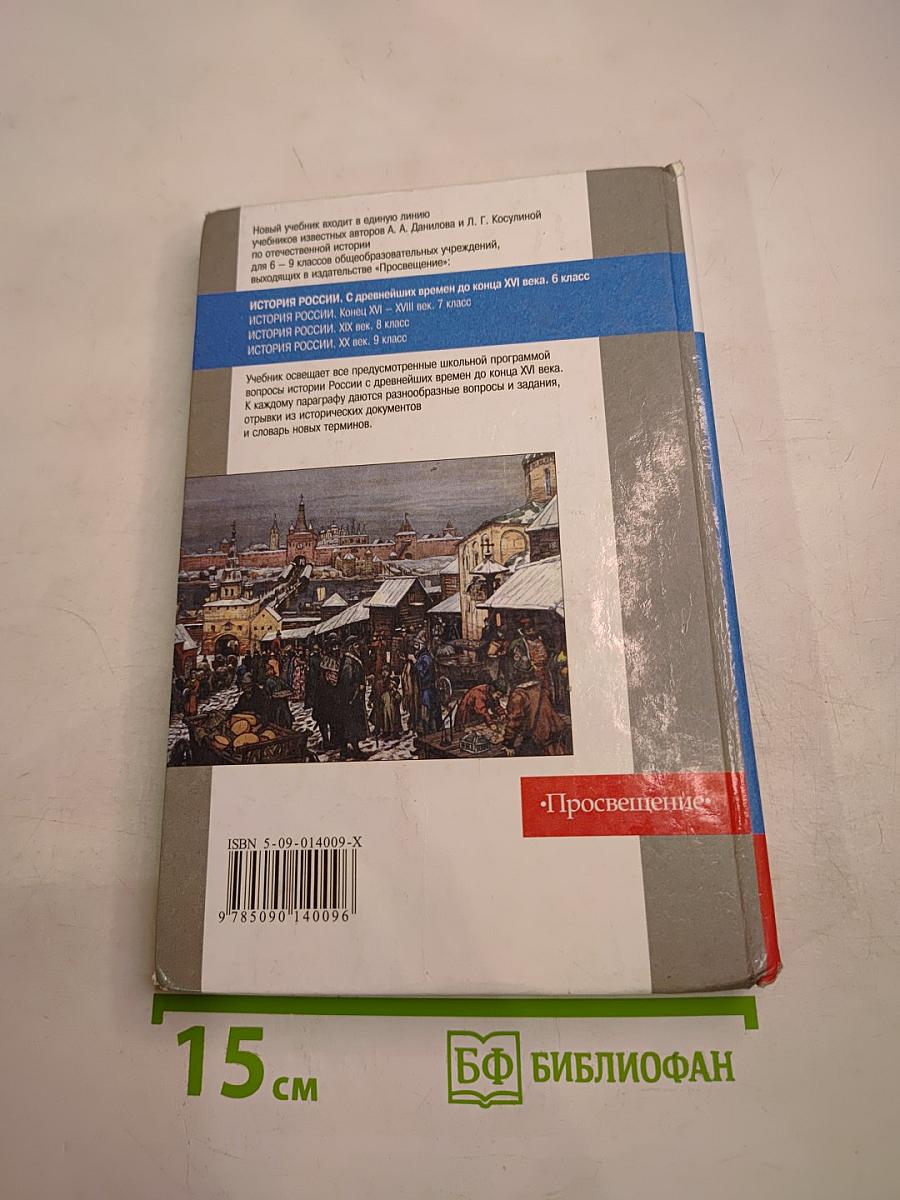 Новый учебник входит в единую линию
учебников известных авторов А. А. Данилова и Л. Г. Косулиной
по отечественной истории
для 6 – 9 классов общеобразовательных учреждений,
выходящих в издательстве «Просвещение»:
ИСТОРИЯ РОССИИ. С древнейших времен до конца XVI века. 6 класс
ИСТОРИЯ РОССИИ. Конец XVI – XVIII век. 7 класс
ИСТОРИЯ РОССИИ. XIX век. 8 класс
ИСТОРИЯ РОССИИ. XX век. 9 класс
Учебник освещает все предусмотренные школьной программой
вопросы истории России с древнейших времен до конца XVI века.
К каждому параграфу даются разнообразные вопросы и задания,
отрывки из исторических документов
и словарь новых терминов.
•Просвещение•
ISBN 5-09-014009-X
9 785090 140096
15 см
БФ БИБЛИОФАН